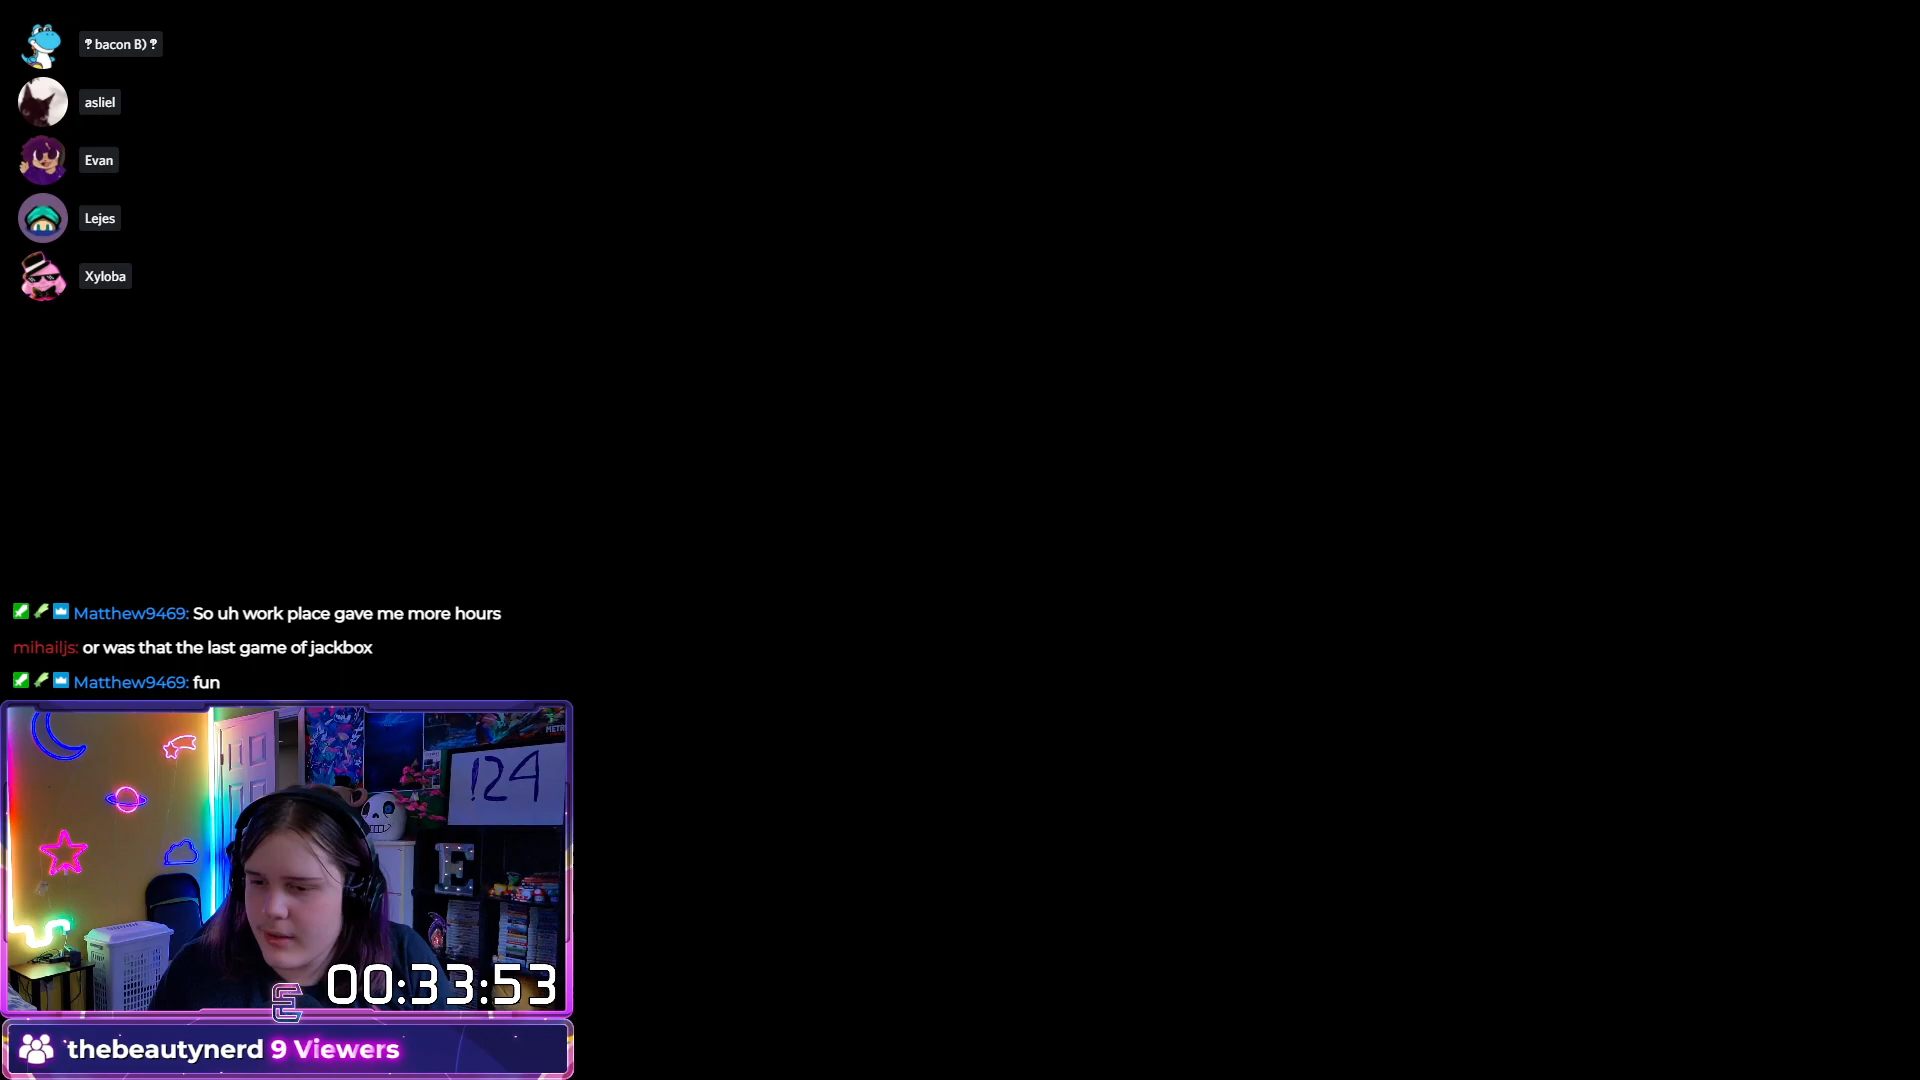 ‽ bacon B) ‽
asliel
Evan
Lejes
Xyloba
Matthew9469: So uh work place gave me more hours
mihailjs: or was that the last game of jackbox
Matthew9469: fun
METR
!24
E
00:33:53
E
thebeautynerd 9 Viewers